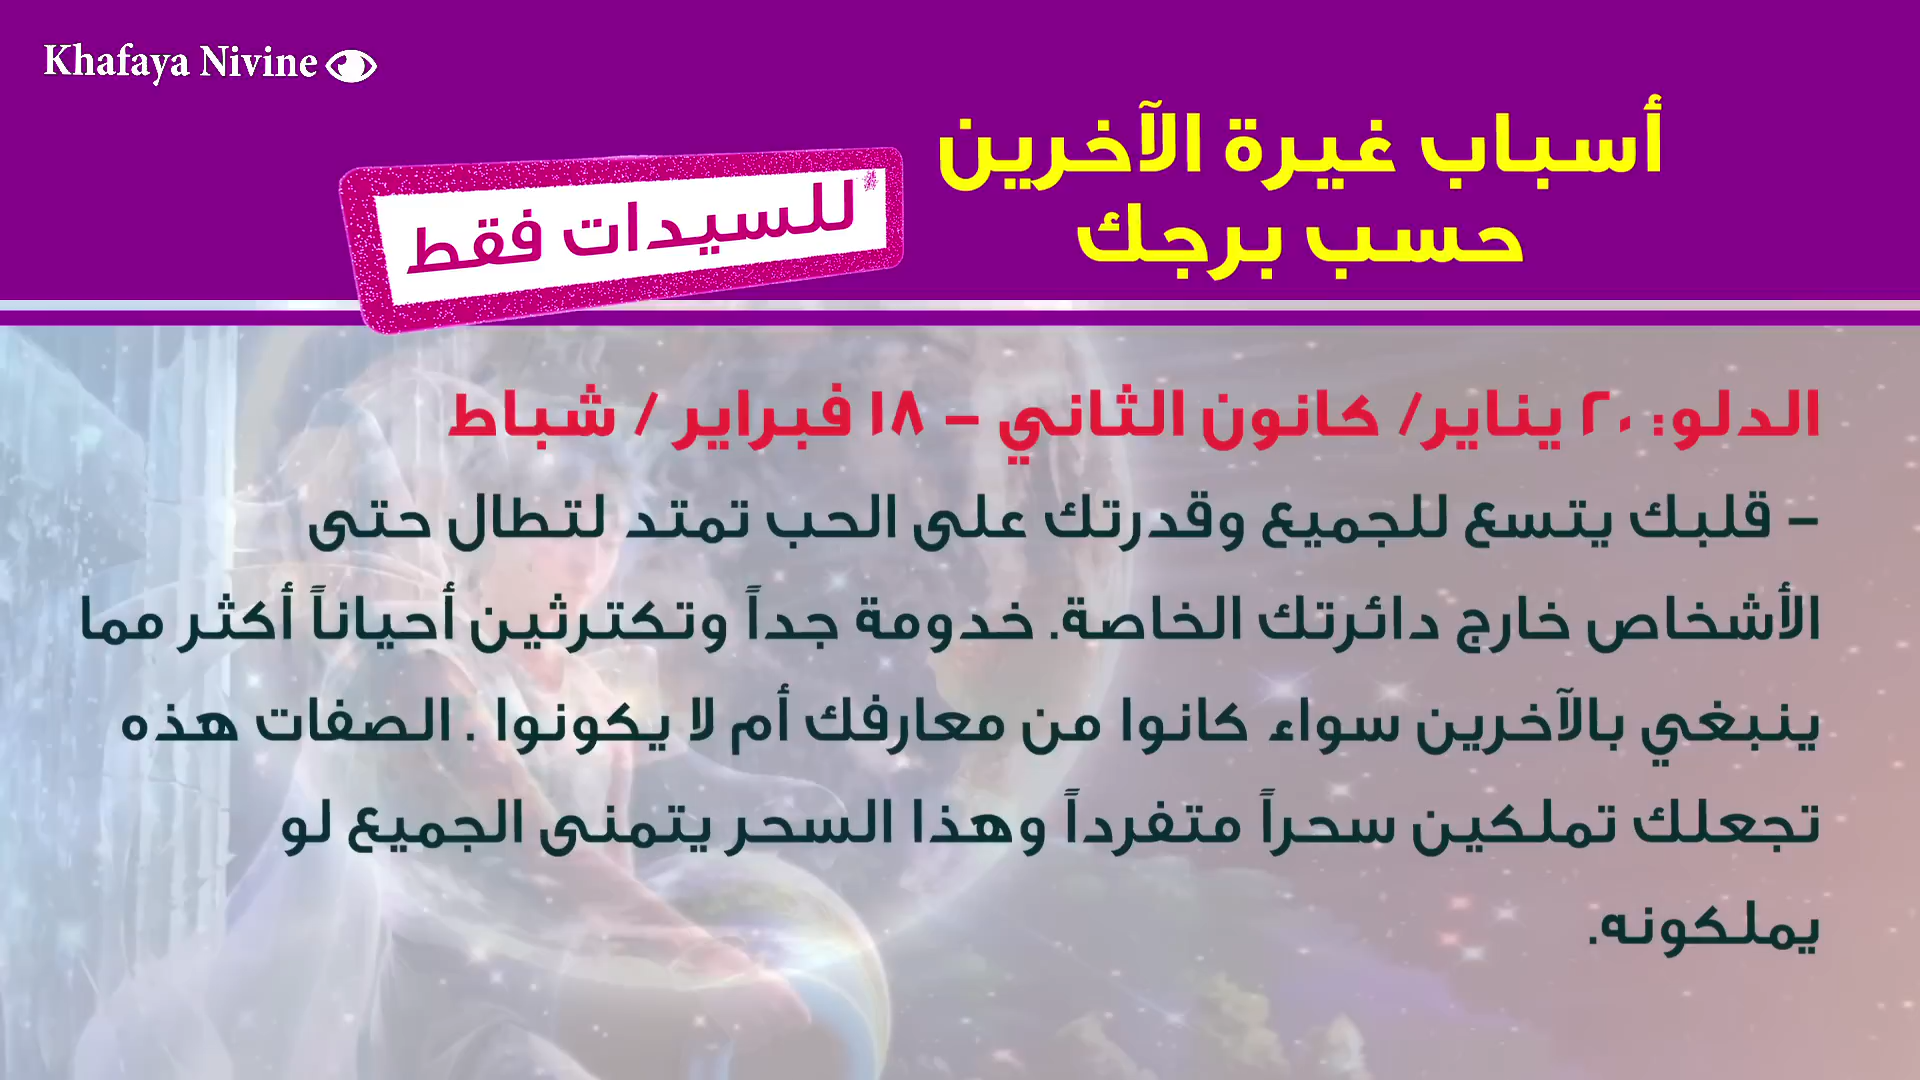 Khafaya Nivine
أسباب غيرة الآخرين
حسب برجك
للسيدات فقط
الدلو: ٢٠ يناير/ كانون الثاني – ١٨ فبراير / شباط
– قلبك يتسع للجميع وقدرتك على الحب تمتد لتطال حتى
الأشخاص خارج دائرتك الخاصة. خدومة جداً وتكترثين أحياناً أكثر مما
ينبغي بالآخرين سواء كانوا من معارفك أم لا يكونوا . الصفات هذه
تجعلك تملكين سحراً متفرداً وهذا السحر يتمنى الجميع لو
يملكونه.